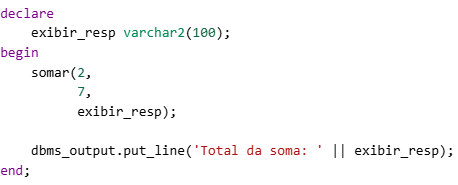 declare
    exibir_resp varchar2(100);
begin
    somar(2,
          7,
          exibir_resp);

    dbms_output.put_line('Total da soma: ' || exibir_resp);
end;